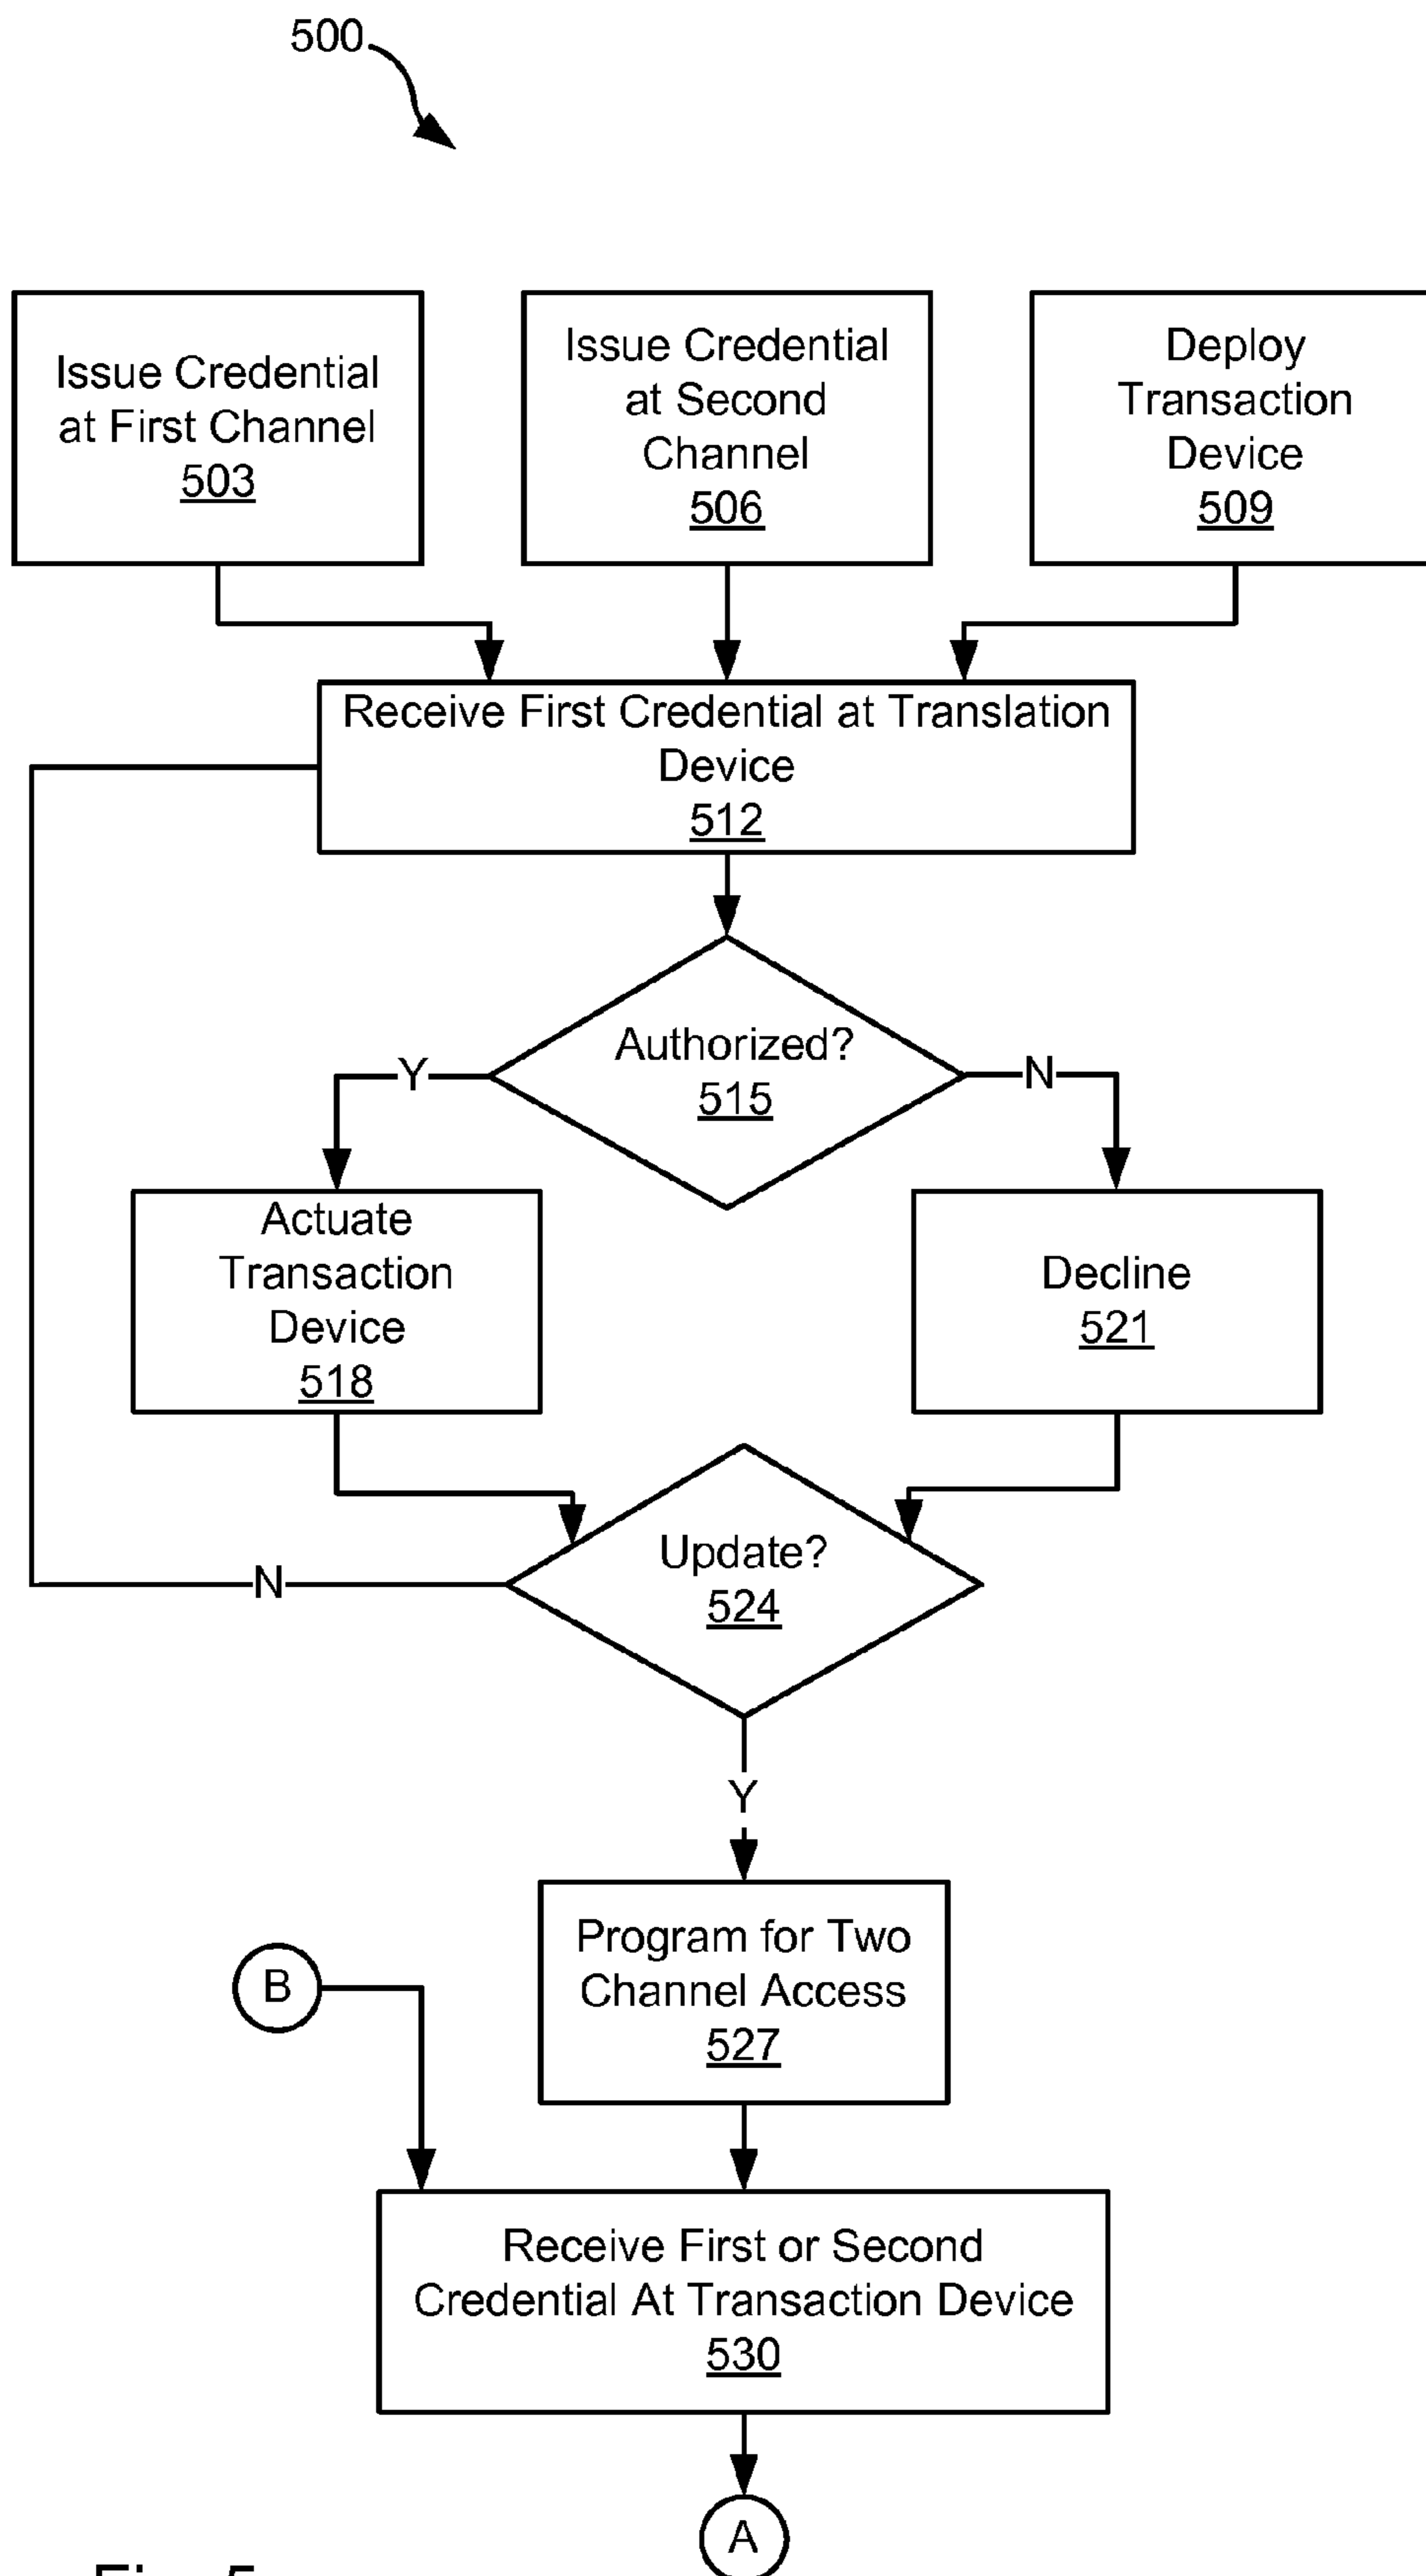 500
Issue Credential
at First Channel
503
Issue Credential
at Second
Channel
506
Deploy
Transaction
Device
509
Receive First Credential at Translation
Device
512
Authorized?
515
Y
N
Actuate
Transaction
Device
518
Decline
521
Update?
524
N
Y
Program for Two
Channel Access
527
B
Receive First or Second
Credential At Transaction Device
530
A